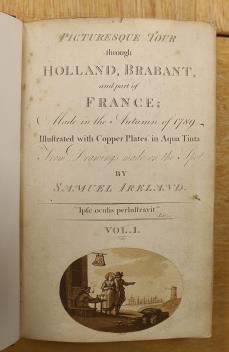 A
PICTURESQUE TOUR
through
HOLLAND, BRABANT,
and part of
FRANCE;
Made in the Autumn of 1789
Illustrated with Copper Plates in Aqua Tinta
From Drawings made on the Spot
BY
SAMUEL IRELAND.
"Ipse oculis perlustravit"
VOL. I.